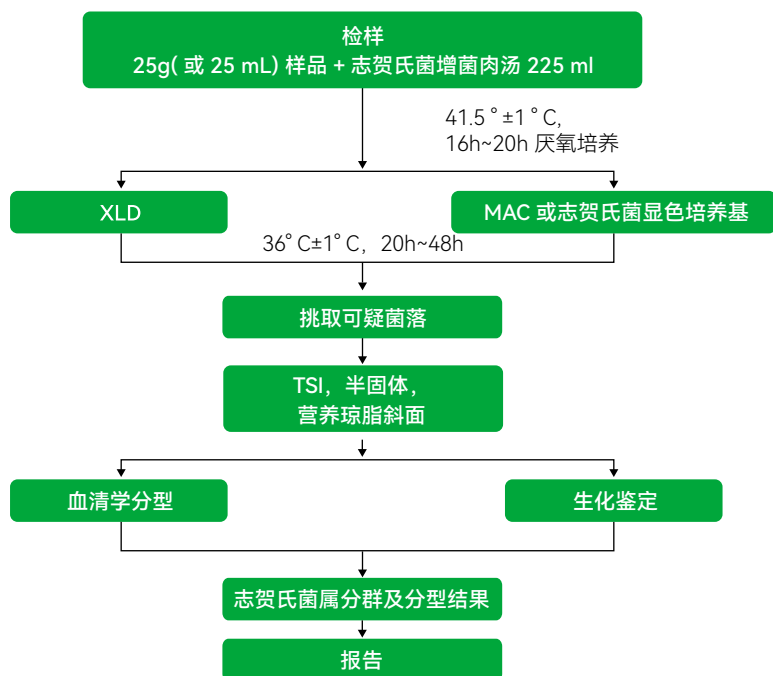 检样
25g( 或 25 mL) 样品 + 志贺氏菌增菌肉汤 225 ml
41.5 ° ±1 ° C,
16h~20h 厌氧培养
XLD
MAC 或志贺氏菌显色培养基
36° C±1° C，20h~48h
挑取可疑菌落
TSI，半固体，
营养琼脂斜面
血清学分型
生化鉴定
志贺氏菌属分群及分型结果
报告